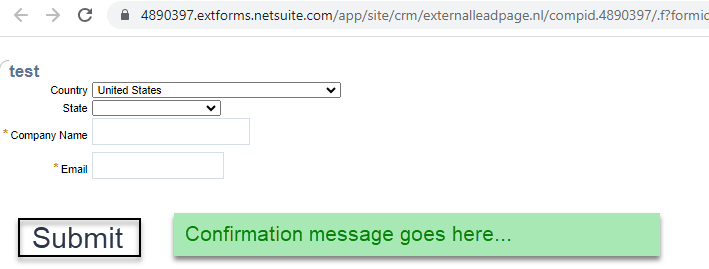 4890397.extforms.netsuite.com/app/site/crm/externalleadpage.nl/compid.4890397/.f?formid
test
Country United States
State
* Company Name
* Email
Submit Confirmation message goes here...